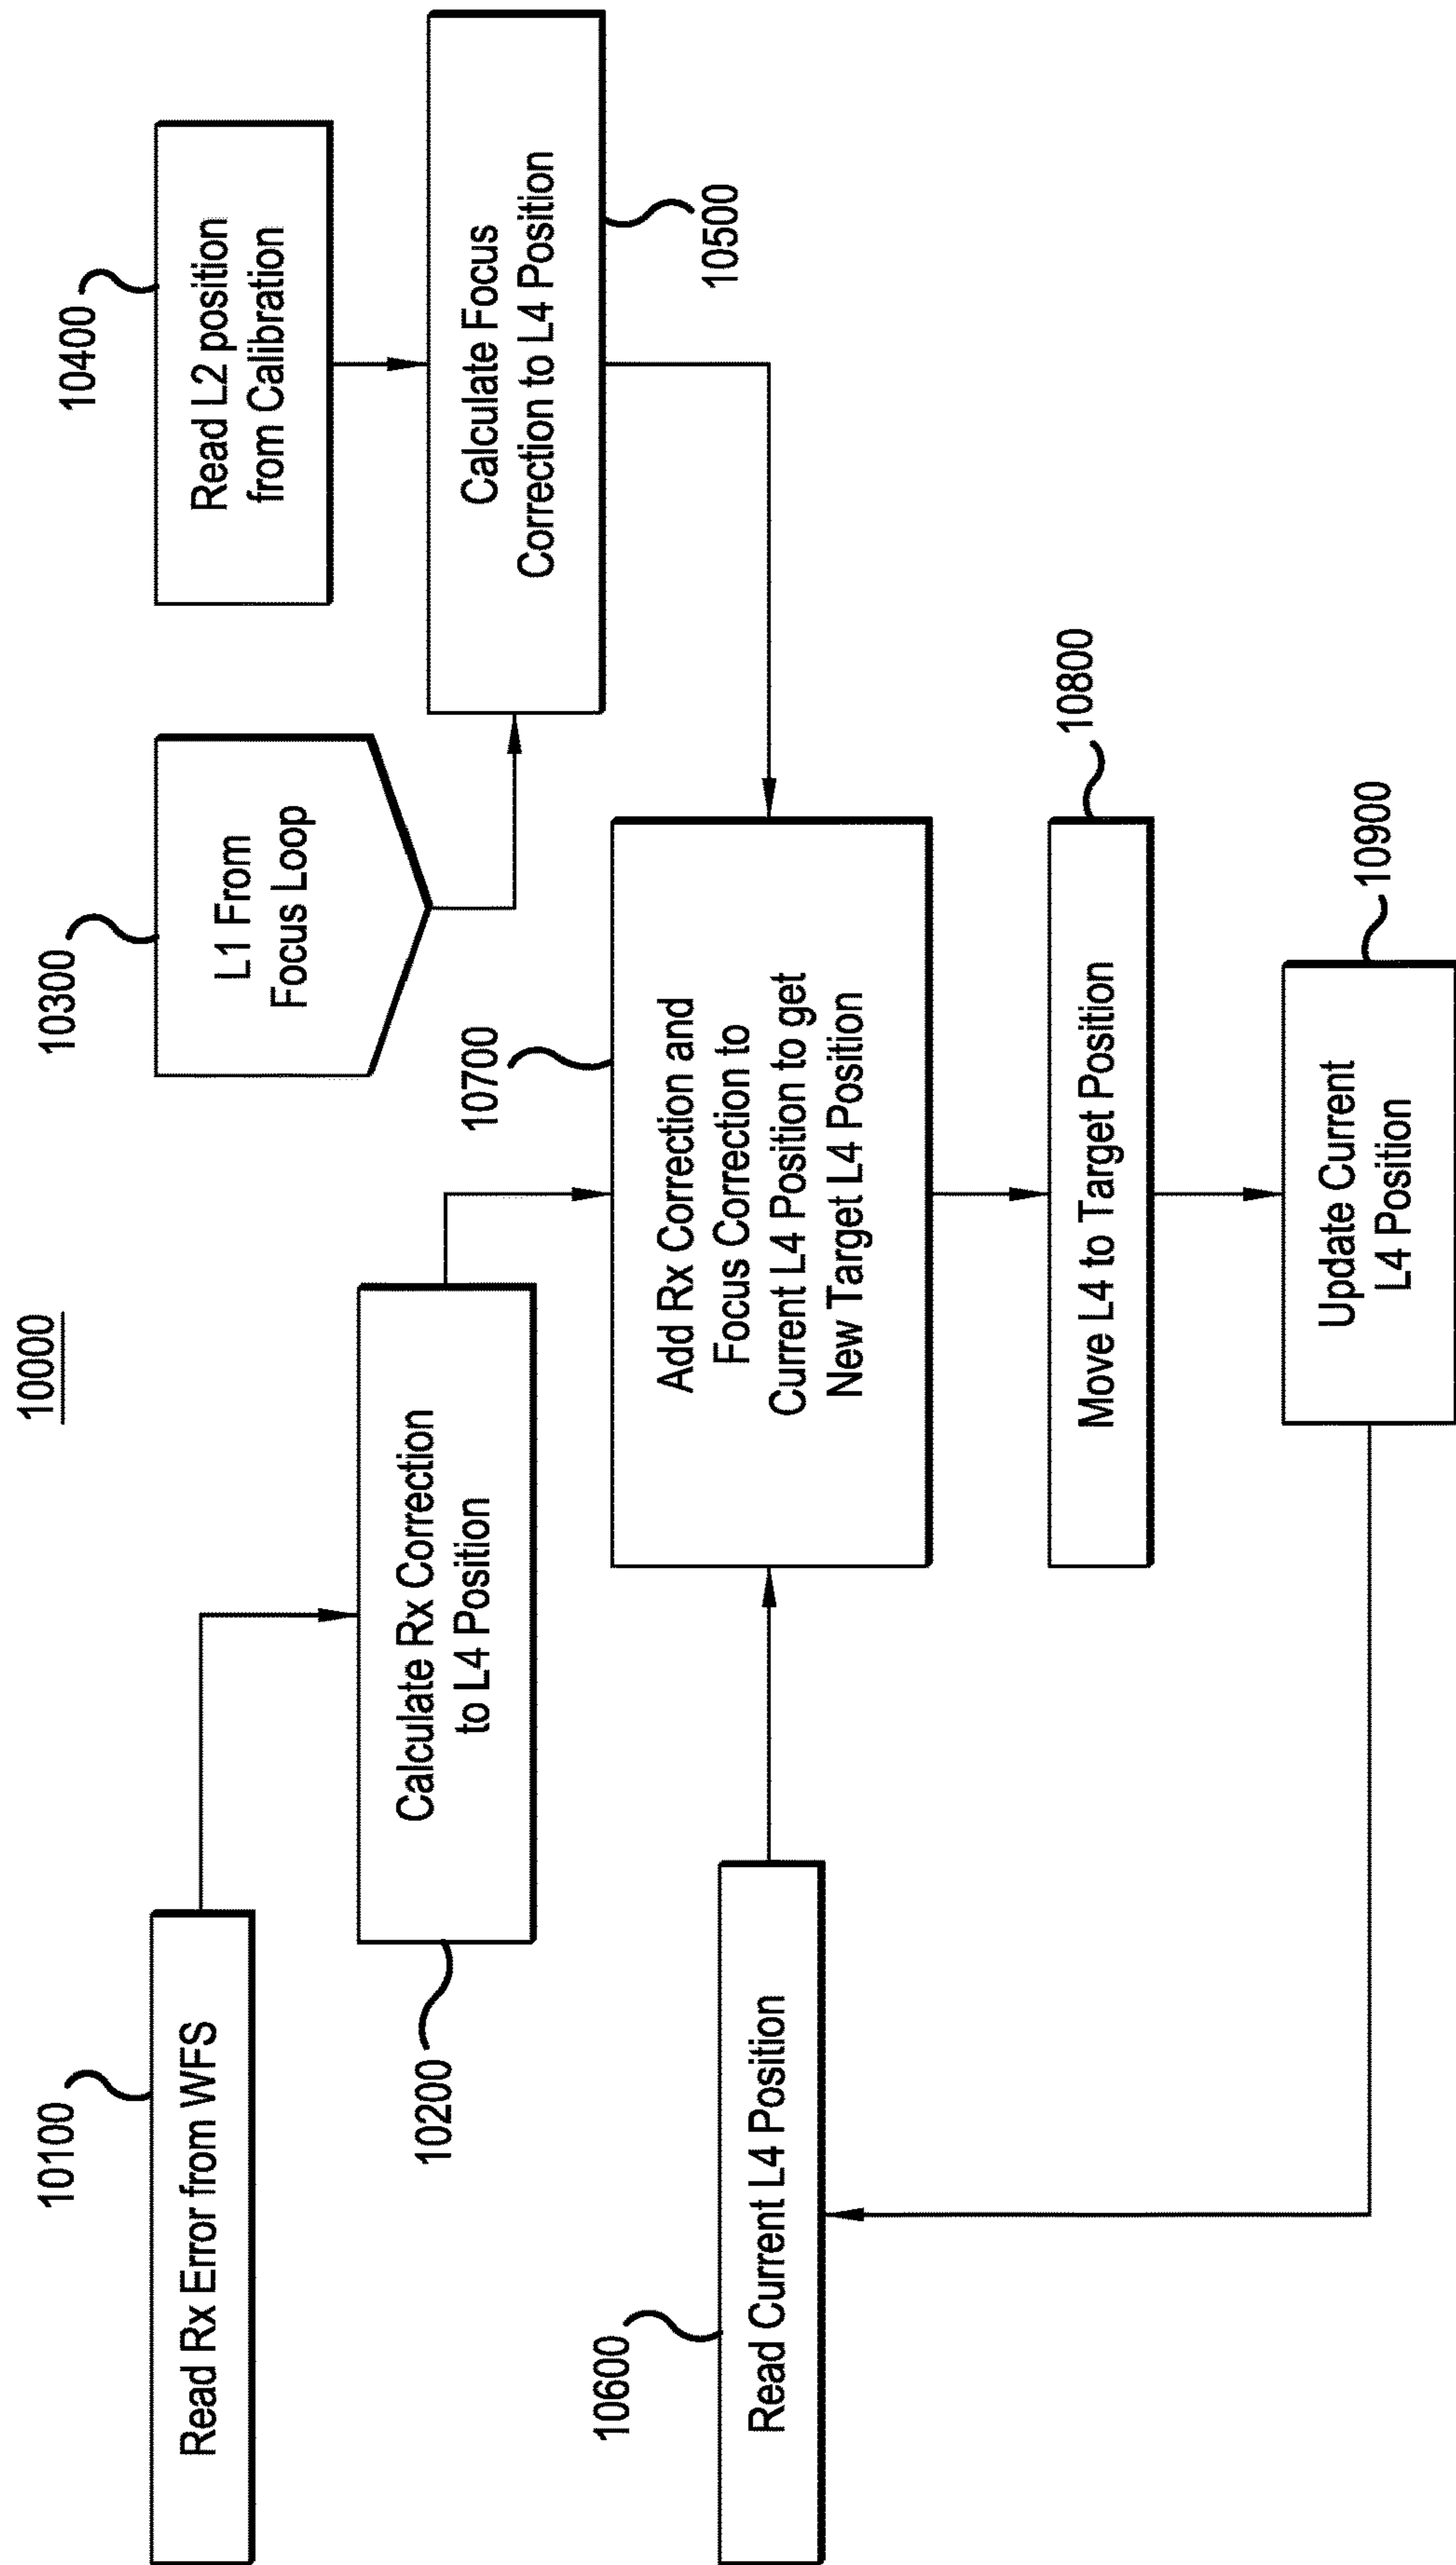 10000
10100
Read Rx Error from WFS
10200
Calculate Rx Correction
to L4 Position
10300
L1 From
Focus Loop
10400
Read L2 position
from Calibration
10500
Calculate Focus
Correction to L4 Position
10600
Read Current L4 Position
10700
Add Rx Correction and
Focus Correction to
Current L4 Position to get
New Target L4 Position
10800
Move L4 to Target Position
10900
Update Current
L4 Position